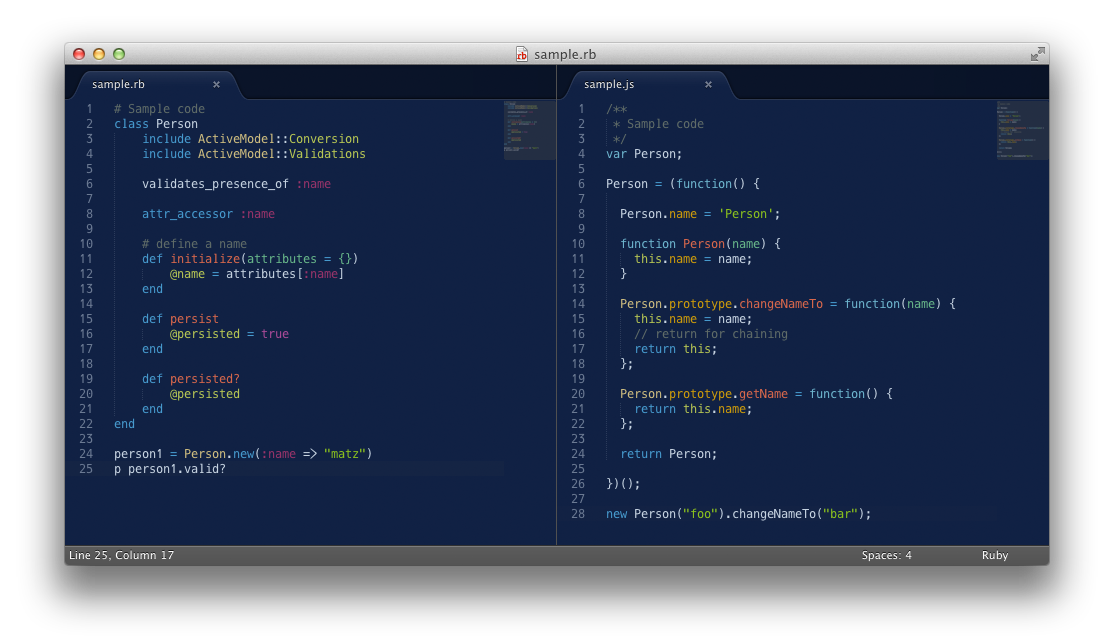 sample.rb
sample.rb
1 # Sample code
2 class Person
3     include ActiveModel::Conversion
4     include ActiveModel::Validations
5
6     validates_presence_of :name
7
8     attr_accessor :name
9
10     # define a name
11     def initialize(attributes = {})
12         @name = attributes[:name]
13     end
14
15     def persist
16         @persisted = true
17     end
18
19     def persisted?
20         @persisted
21     end
22 end
23
24 person1 = Person.new(:name => "matz")
25 p person1.valid?
sample.js
1 /**
2  * Sample code
3  */
4 var Person;
5
6 Person = (function() {
7
8   Person.name = 'Person';
9
10   function Person(name) {
11     this.name = name;
12   }
13
14   Person.prototype.changeNameTo = function(name) {
15     this.name = name;
16     // return for chaining
17     return this;
18   };
19
20   Person.prototype.getName = function() {
21     return this.name;
22   };
23
24   return Person;
25
26 })();
27
28 new Person("foo").changeNameTo("bar");
Line 25, Column 17 Spaces: 4 Ruby